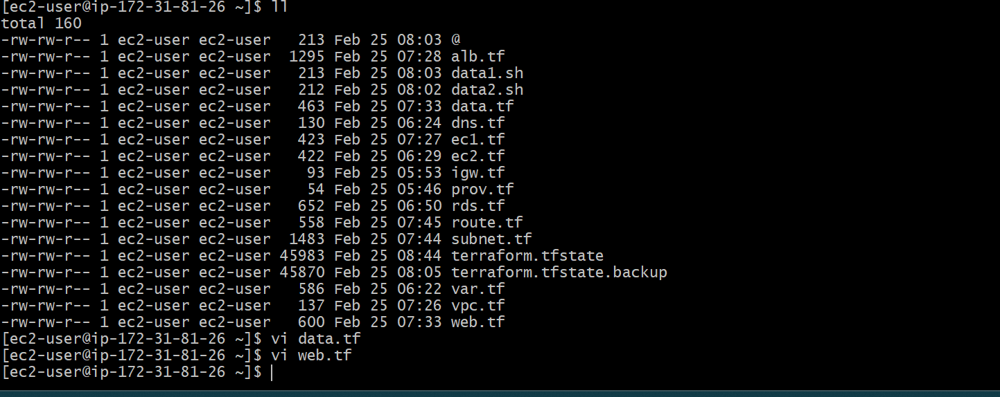 [ec2-user@ip-172-31-81-26 ~]$ ll
total 160
-rw-rw-r-- 1 ec2-user ec2-user   213 Feb 25 08:03 @
-rw-rw-r-- 1 ec2-user ec2-user  1295 Feb 25 07:28 alb.tf
-rw-rw-r-- 1 ec2-user ec2-user   213 Feb 25 08:03 data1.sh
-rw-rw-r-- 1 ec2-user ec2-user   212 Feb 25 08:02 data2.sh
-rw-rw-r-- 1 ec2-user ec2-user   463 Feb 25 07:33 data.tf
-rw-rw-r-- 1 ec2-user ec2-user   130 Feb 25 06:24 dns.tf
-rw-rw-r-- 1 ec2-user ec2-user   423 Feb 25 07:27 ec1.tf
-rw-rw-r-- 1 ec2-user ec2-user   422 Feb 25 06:29 ec2.tf
-rw-rw-r-- 1 ec2-user ec2-user    93 Feb 25 05:53 igw.tf
-rw-rw-r-- 1 ec2-user ec2-user    54 Feb 25 05:46 prov.tf
-rw-rw-r-- 1 ec2-user ec2-user   652 Feb 25 06:50 rds.tf
-rw-rw-r-- 1 ec2-user ec2-user   558 Feb 25 07:45 route.tf
-rw-rw-r-- 1 ec2-user ec2-user  1483 Feb 25 07:44 subnet.tf
-rw-rw-r-- 1 ec2-user ec2-user 45983 Feb 25 08:44 terraform.tfstate
-rw-rw-r-- 1 ec2-user ec2-user 45870 Feb 25 08:05 terraform.tfstate.backup
-rw-rw-r-- 1 ec2-user ec2-user   586 Feb 25 06:22 var.tf
-rw-rw-r-- 1 ec2-user ec2-user   137 Feb 25 07:26 vpc.tf
-rw-rw-r-- 1 ec2-user ec2-user   600 Feb 25 07:33 web.tf
[ec2-user@ip-172-31-81-26 ~]$ vi data.tf
[ec2-user@ip-172-31-81-26 ~]$ vi web.tf
[ec2-user@ip-172-31-81-26 ~]$